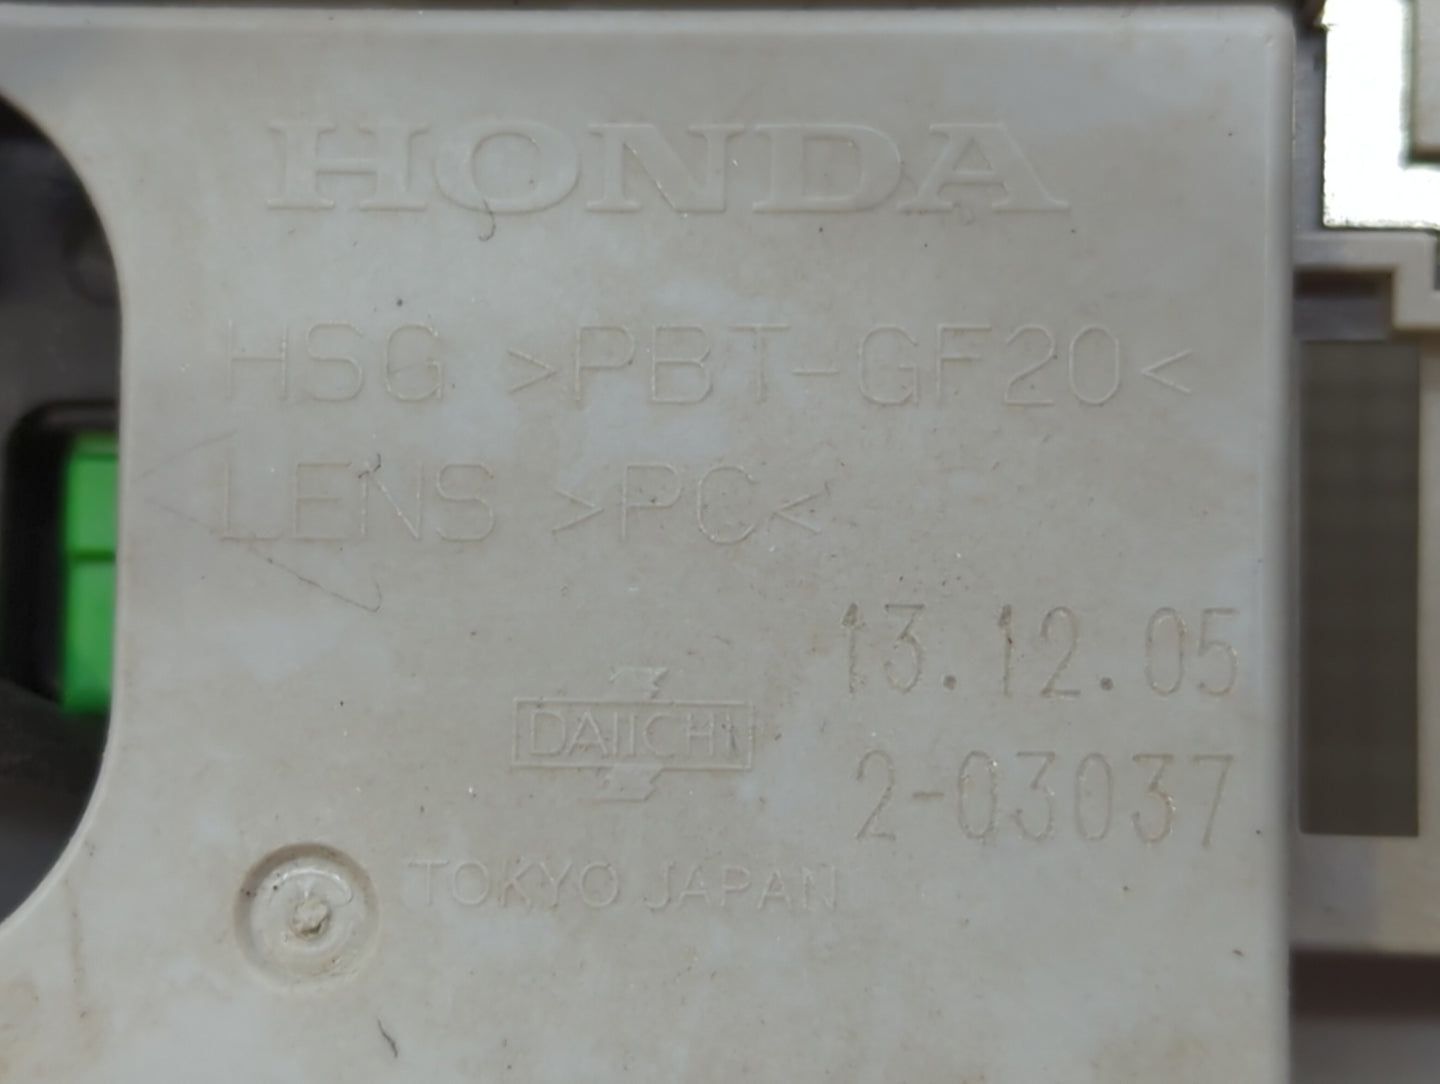 HONDA
HSG >PBT-GF20<
LENS >PC<
13.12.05
DAIICHI
2-03037
TOKYO JAPAN